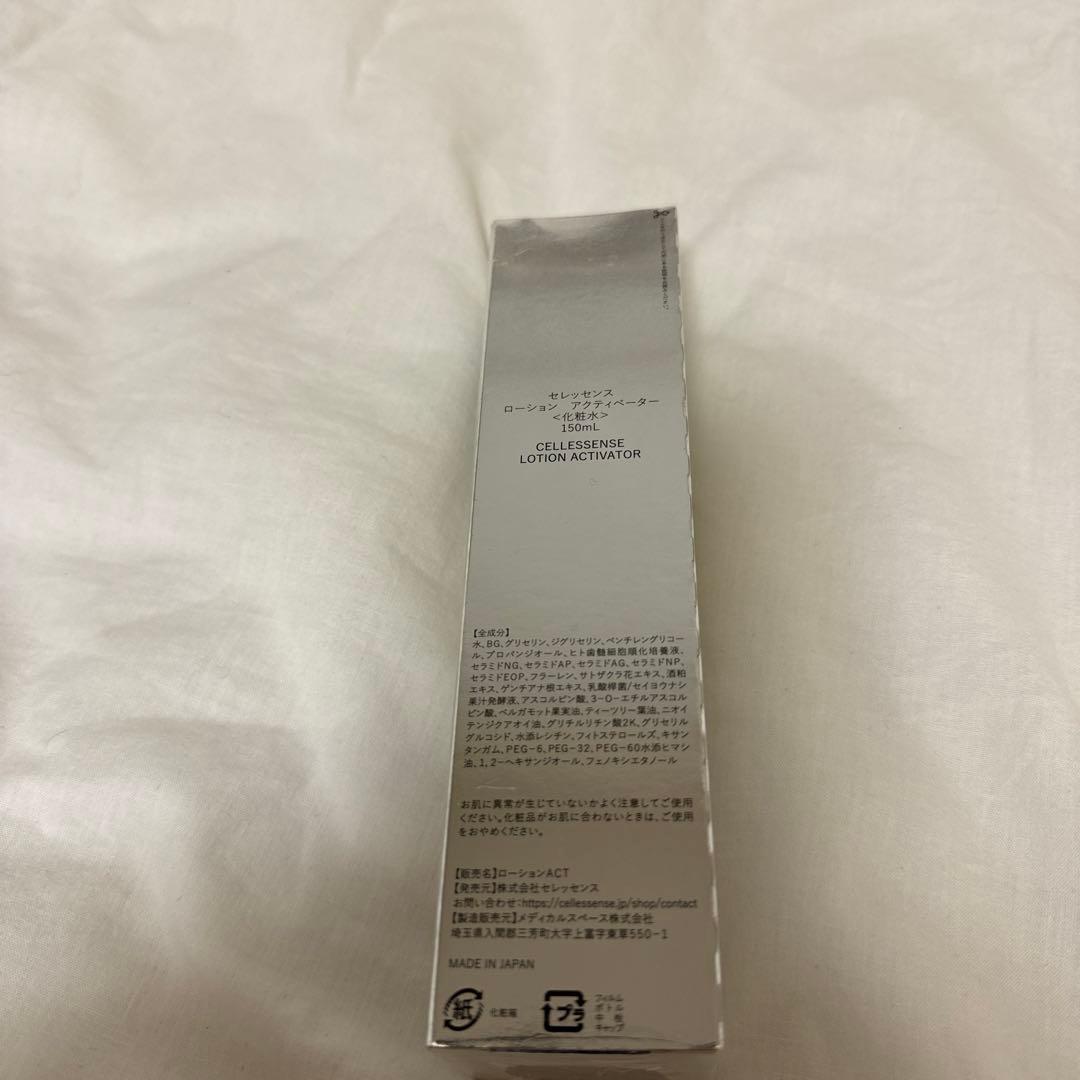 セレッセンス
ローション アクティベーター
<化粧水>
150mL
CELLESSENSE
LOTION ACTIVATOR
【全成分】
水、BG、グリセリン、ジグリセリン、ペンチレングリコー
ル、プロパンジオール、ヒト歯髄細胞順化培養液、
セラミドNG、セラミドAP、セラミドAG、セラミドNP、
セラミドEOP、フラーレン、サトザクラ花エキス、酒粕
エキス、ゲンチアナ根エキス、乳酸桿菌/セイヨウナシ
果汁発酵液、アスコルビン酸、3-O-エチルアスコル
ビン酸、ベルガモット果実油、ティーツリー葉油、ニオイ
テンジクアオイ油、グリチルリチン酸2K、グリセリル
グルコシド、水添レシチン、フィトステロールズ、キサン
タンガム、PEG-6、PEG-32、PEG-60水添ヒマシ
油、1,2-ヘキサンジオール、フェノキシエタノール
お肌に異常が生じていないかよく注意してご使用
ください。化粧品がお肌に合わないときは、ご使用
をおやめください。
【販売名】ローションACT
【発売元】株式会社セレッセンス
お問い合わせ:https://cellessense.jp/shop/contact
【製造販売元】メディカルスペース株式会社
埼玉県入間郡三芳町大字上富字東草550-1
MADE IN JAPAN
紙 化粧箱
プラ フィルム
ボトル
中栓
キャップ